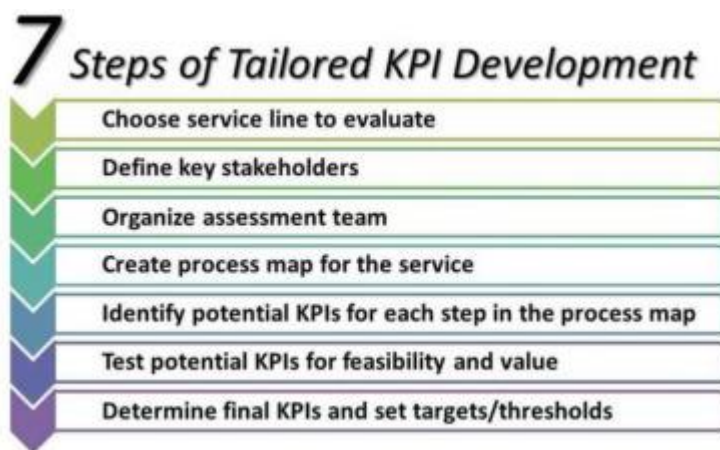 7 Steps of Tailored KPI Development
Choose service line to evaluate
Define key stakeholders
Organize assessment team
Create process map for the service
Identify potential KPIs for each step in the process map
Test potential KPIs for feasibility and value
Determine final KPIs and set targets/thresholds